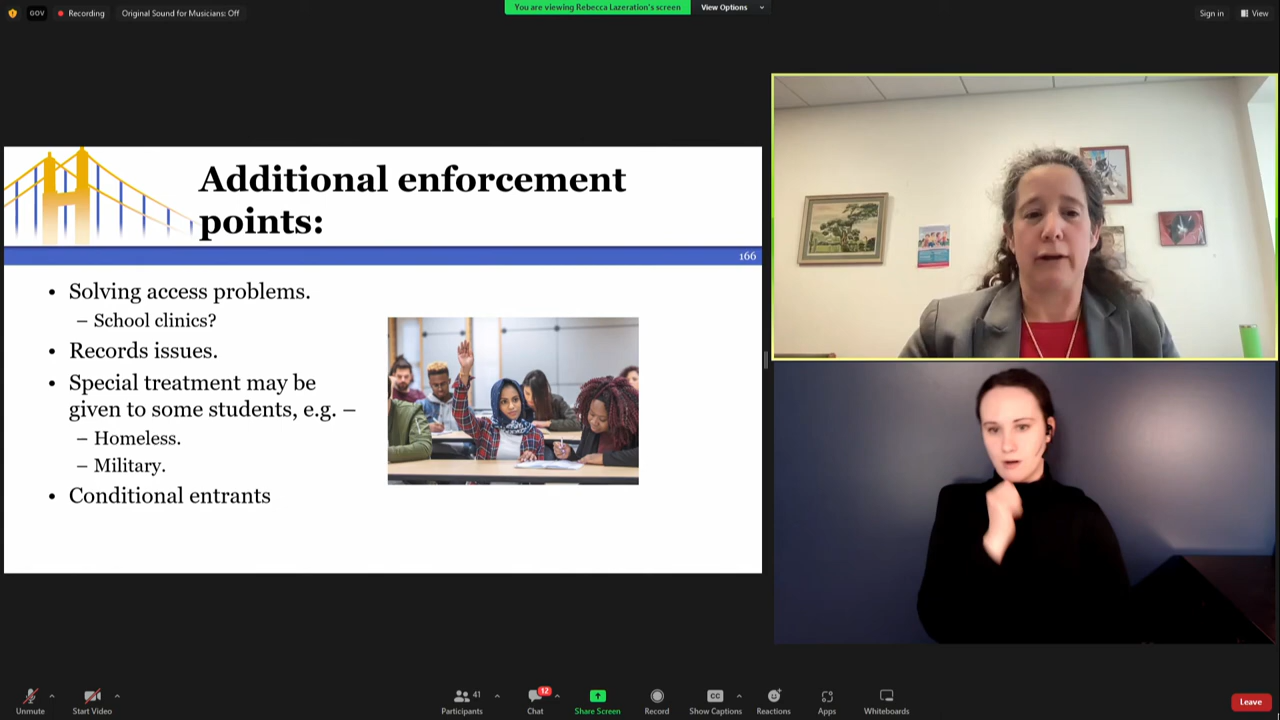 GOV
Recording
Original Sound for Musicians: Off
You are viewing Rebecca Lazeration's screen
View Options
Sign in
View
Additional enforcement
points:
166
• Solving access problems.
– School clinics?
• Records issues.
• Special treatment may be
given to some students, e.g. –
– Homeless.
– Military.
• Conditional entrants
Unmute
Start Video
41
Participants
12
Chat
Share Screen
Record
CC
Show Captions
Reactions
Apps
Whiteboards
Leave